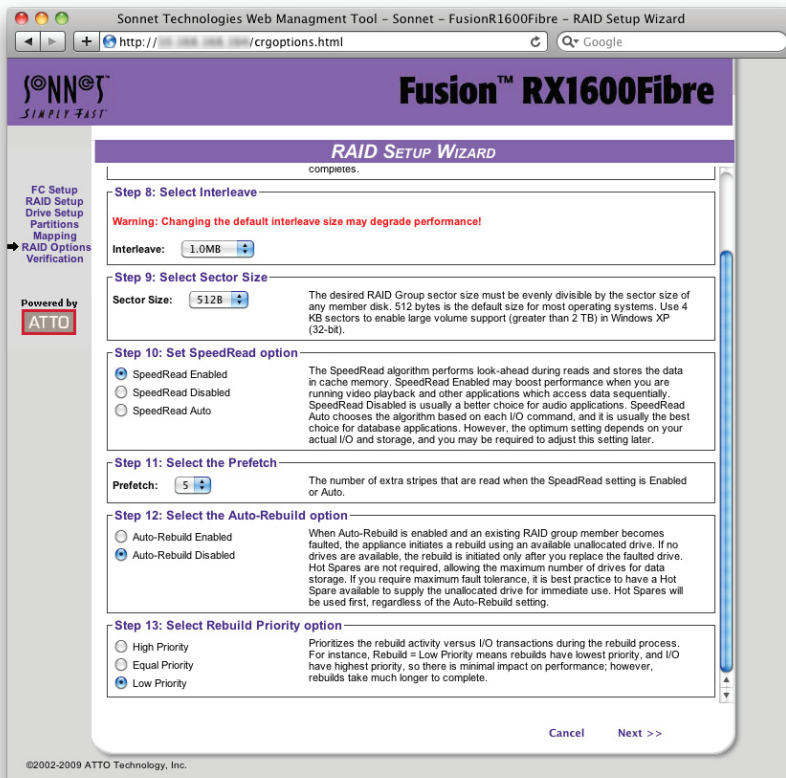 Sonnet Technologies Web Managment Tool – Sonnet – FusionR1600Fibre – RAID Setup Wizard
http:// /crgoptions.html
Google
SONNET™
SIMPLY FAST
Fusion™ RX1600Fibre
RAID SETUP WIZARD
FC Setup
RAID Setup
Drive Setup
Partitions
Mapping
RAID Options
Verification
Powered by
ATTO
completes.
Step 8: Select Interleave
Warning: Changing the default interleave size may degrade performance!
Interleave: 1.0MB
Step 9: Select Sector Size
Sector Size: 512B
The desired RAID Group sector size must be evenly divisible by the sector size of
any member disk. 512 bytes is the default size for most operating systems. Use 4
KB sectors to enable large volume support (greater than 2 TB) in Windows XP
(32-bit).
Step 10: Set SpeedRead option
SpeedRead Enabled
SpeedRead Disabled
SpeedRead Auto
The SpeedRead algorithm performs look-ahead during reads and stores the data
in cache memory. SpeedRead Enabled may boost performance when you are
running video playback and other applications which access data sequentially.
SpeedRead Disabled is usually a better choice for audio applications. SpeedRead
Auto chooses the algorithm based on each I/O command, and it is usually the best
choice for database applications. However, the optimum setting depends on your
actual I/O and storage, and you may be required to adjust this setting later.
Step 11: Select the Prefetch
Prefetch: 5
The number of extra stripes that are read when the SpeadRead setting is Enabled
or Auto.
Step 12: Select the Auto-Rebuild option
Auto-Rebuild Enabled
Auto-Rebuild Disabled
When Auto-Rebuild is enabled and an existing RAID group member becomes
faulted, the appliance initiates a rebuild using an available unallocated drive. If no
drives are available, the rebuild is initiated only after you replace the faulted drive.
Hot Spares are not required, allowing the maximum number of drives for data
storage. If you require maximum fault tolerance, it is best practice to have a Hot
Spare available to supply the unallocated drive for immediate use. Hot Spares will
be used first, regardless of the Auto-Rebuild setting.
Step 13: Select Rebuild Priority option
High Priority
Equal Priority
Low Priority
Prioritizes the rebuild activity versus I/O transactions during the rebuild process.
For instance, Rebuild = Low Priority means rebuilds have lowest priority, and I/O
have highest priority, so there is minimal impact on performance; however,
rebuilds take much longer to complete.
Cancel Next >>
©2002-2009 ATTO Technology, Inc.